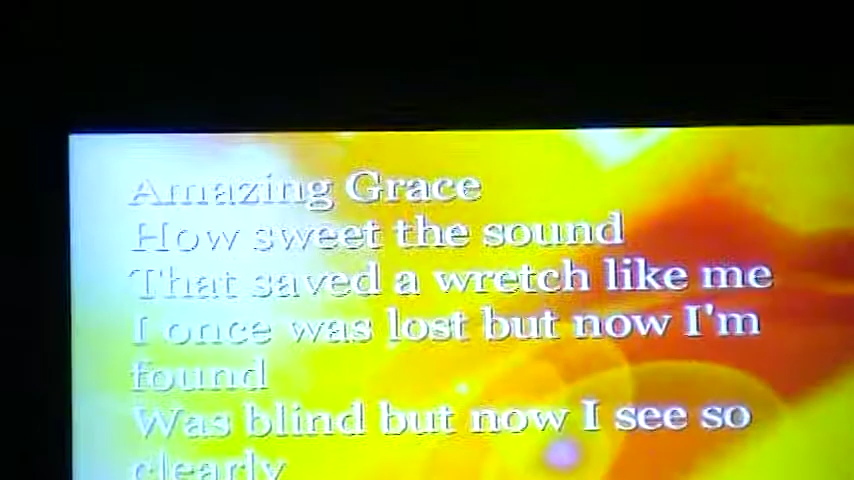 Amazing Grace
How sweet the sound
That saved a wretch like me
I once was lost but now I'm
found
Was blind but now I see so
clearly